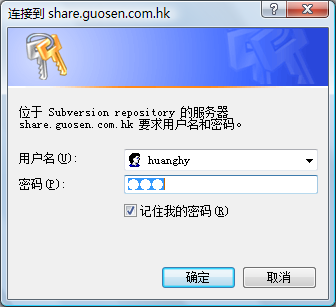 连接到 share.guosen.com.hk
位于 Subversion repository 的服务器
share.guosen.com.hk 要求用户名和密码。
用户名(U):
huanghy
密码(P):
记住我的密码(R)
确定
取消